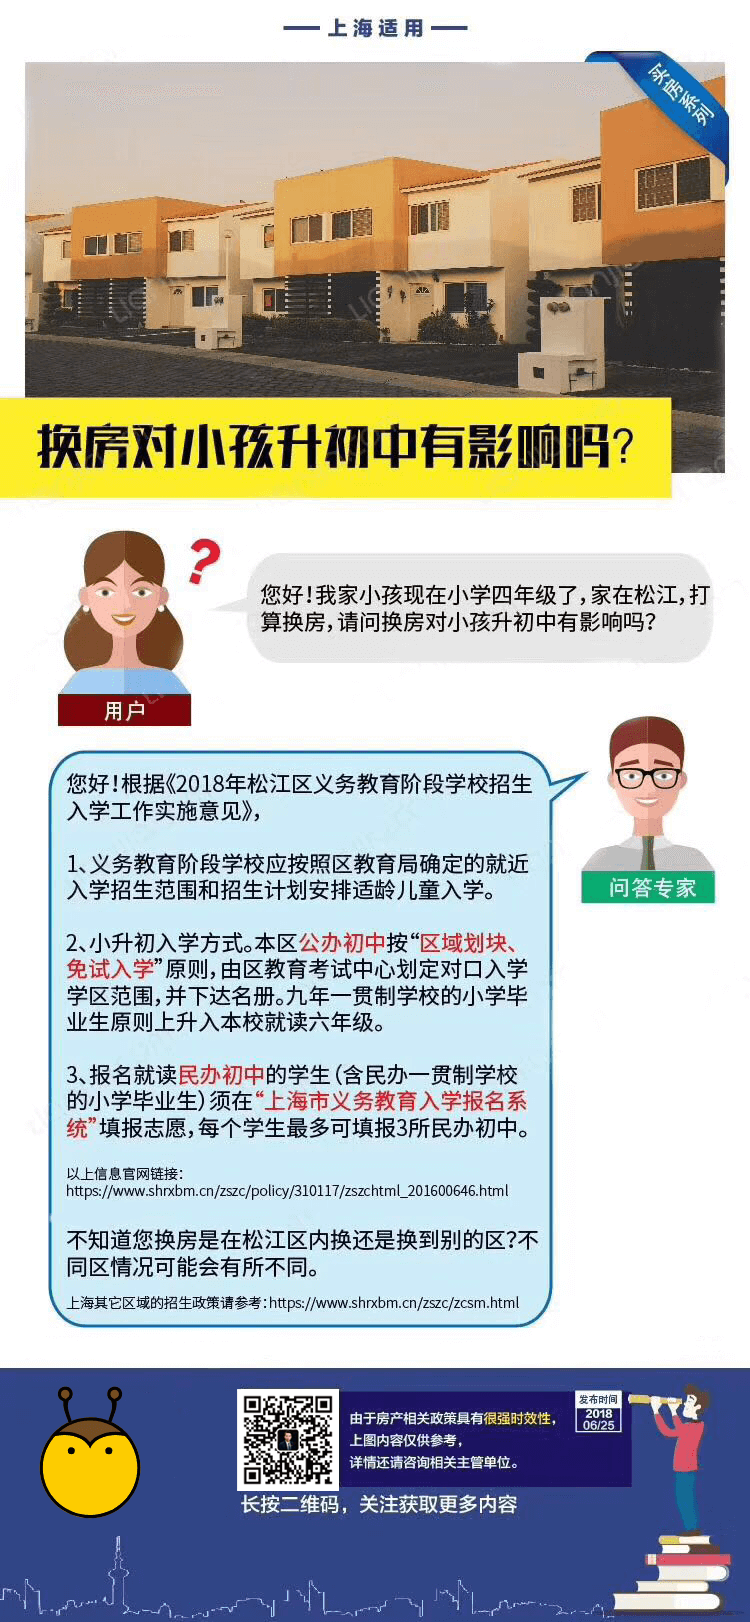 上海适用
买房系列
换房对小孩升初中有影响吗?
您好！我家小孩现在小学四年级了，家在松江，打
算换房，请问换房对小孩升初中有影响吗？
用户
问答专家
您好！根据《2018年松江区义务教育阶段学校招生
入学工作实施意见》，
1、义务教育阶段学校应按照区教育局确定的就近
入学招生范围和招生计划安排适龄儿童入学。
2、小升初入学方式。本区公办初中按“区域划块、
免试入学”原则，由区教育考试中心划定对口入学
学区范围，并下达名册。九年一贯制学校的小学毕
业生原则上升入本校就读六年级。
3、报名就读民办初中的学生（含民办一贯制学校
的小学毕业生）须在“上海市义务教育入学报名系
统”填报志愿，每个学生最多可填报3所民办初中。
以上信息官网链接：
https://www.shrxbm.cn/zszc/policy/310117/zszchtml_201600646.html
不知道您换房是在松江区内换还是换到别的区？不
同区情况可能会有所不同。
上海其它区域的招生政策请参考：https://www.shrxbm.cn/zszc/zcsm.html
由于房产相关政策具有很强时效性，
上图内容仅供参考，
详情还请咨询相关主管单位。
发布时间
2018
06/25
长按二维码，关注获取更多内容